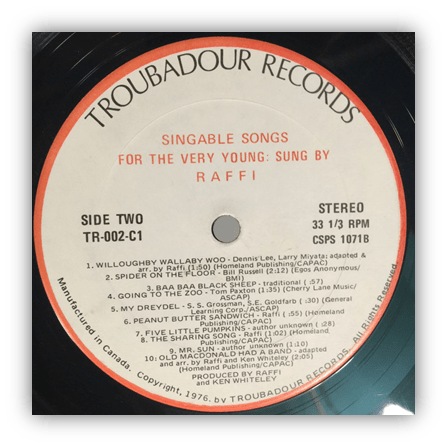 TROUBADOUR RECORDS
SINGABLE SONGS
FOR THE VERY YOUNG: SUNG BY
RAFFI
SIDE TWO
TR-002-C1
STEREO
33 1/3 RPM
CSPS 1071B
1. WILLOUGHBY WALLABY WOO - Dennis Lee, Larry Miyata; adapted &
arr. by Raffi (1:50) (Homeland Publishing/CAPAC)
2. SPIDER ON THE FLOOR - Bill Russell (2:12) (Egos Anonymous/
BMI)
3. BAA BAA BLACK SHEEP - traditional (:57)
4. GOING TO THE ZOO - Tom Paxton (1:35) (Cherry Lane Music/
ASCAP)
5. MY DREYDEL - S. S. Grossman, S.E. Goldfarb (:30) (General
Learning Corp./ASCAP)
6. PEANUT BUTTER SANDWICH - Raffi (:55) (Homeland
Publishing/CAPAC)
7. FIVE LITTLE PUMPKINS - author unknown (:28)
8. THE SHARING SONG - Raffi (1:02) (Homeland
Publishing/CAPAC)
9. MR. SUN - author unknown (1:10)
10: OLD MACDONALD HAD A BAND - adapted
and arr. by Raffi and Ken Whiteley (2:05)
(Homeland Publishing/CAPAC)
PRODUCED BY RAFFI
and KEN WHITELEY
Manufactured in Canada. Copyright, 1976, by TROUBADOUR RECORDS. All rights reserved.